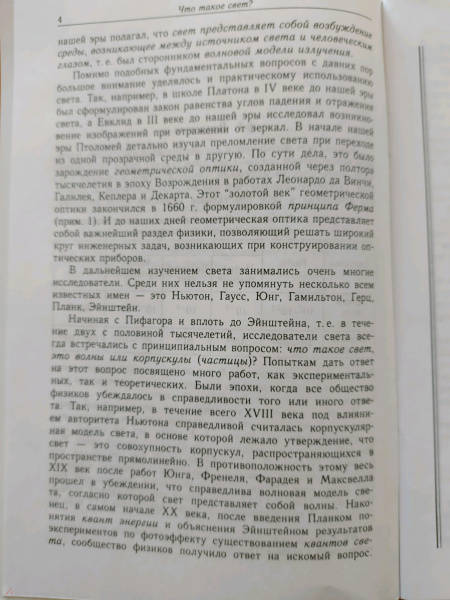 4
Что такое свет?
нашей эры полагал, что свет представляет собой возбуждение
среды, возникающее между источником света и человеческим
глазом, т. е. был сторонником волновой модели излучения.
Помимо подобных фундаментальных вопросов с давних пор
большое внимание уделялось и практическому использованию
света. Так, например, в школе Платона в IV веке до нашей эры
был сформулирован закон равенства углов падения и отражения
света, а Евклид в III веке до нашей эры исследовал возникно-
вение изображений при отражении от зеркал. В начале нашей
эры Птоломей детально изучал преломление света при переходе
из одной прозрачной среды в другую. По сути дела, это было
зарождение геометрической оптики, созданной через полтора
тысячелетия в эпоху Возрождения в работах Леонардо да Винчи,
Галилея, Кеплера и Декарта. Этот "золотой век" геометрической
оптики закончился в 1660 г. формулировкой принципа Ферма
(прим. 1). И до наших дней геометрическая оптика представляет
собой важнейший раздел физики, позволяющий решать широкий
круг инженерных задач, возникающих при конструировании оп-
тических приборов.
В дальнейшем изучением света занимались очень многие
исследователи. Среди них нельзя не упомянуть несколько всем
известных имен — это Ньютон, Гаусс, Юнг, Гамильтон, Герц,
Планк, Эйнштейн.
Начиная с Пифагора и вплоть до Эйнштейна, т. е. в тече-
ние двух с половиной тысячелетий, исследователи света все-
гда встречались с принципиальным вопросом: что такое свет,
это волны или корпускулы (частицы)? Попыткам дать ответ
на этот вопрос посвящено много работ, как эксперименталь-
ных, так и теоретических. Были эпохи, когда все общество
физиков убеждалось в справедливости того или иного отве-
та. Так, например, в течение всего XVIII века под влияни-
ем авторитета Ньютона справедливой считалась корпускуляр-
ная модель света, в основе которой лежало утверждение, что
свет — это совокупность корпускул, распространяющихся в
пространстве прямолинейно. В противоположность этому весь
XIX век после работ Юнга, Френеля, Фарадея и Максвелла
прошел в убеждении, что справедлива волновая модель све-
та, согласно которой свет представляет собой волны. Нако-
нец, в самом начале XX века, после введения Планком по-
нятия квант энергии и объяснения Эйнштейном результатов
экспериментов по фотоэффекту существованием квантов све-
та, сообщество физиков получило ответ на искомый вопрос.